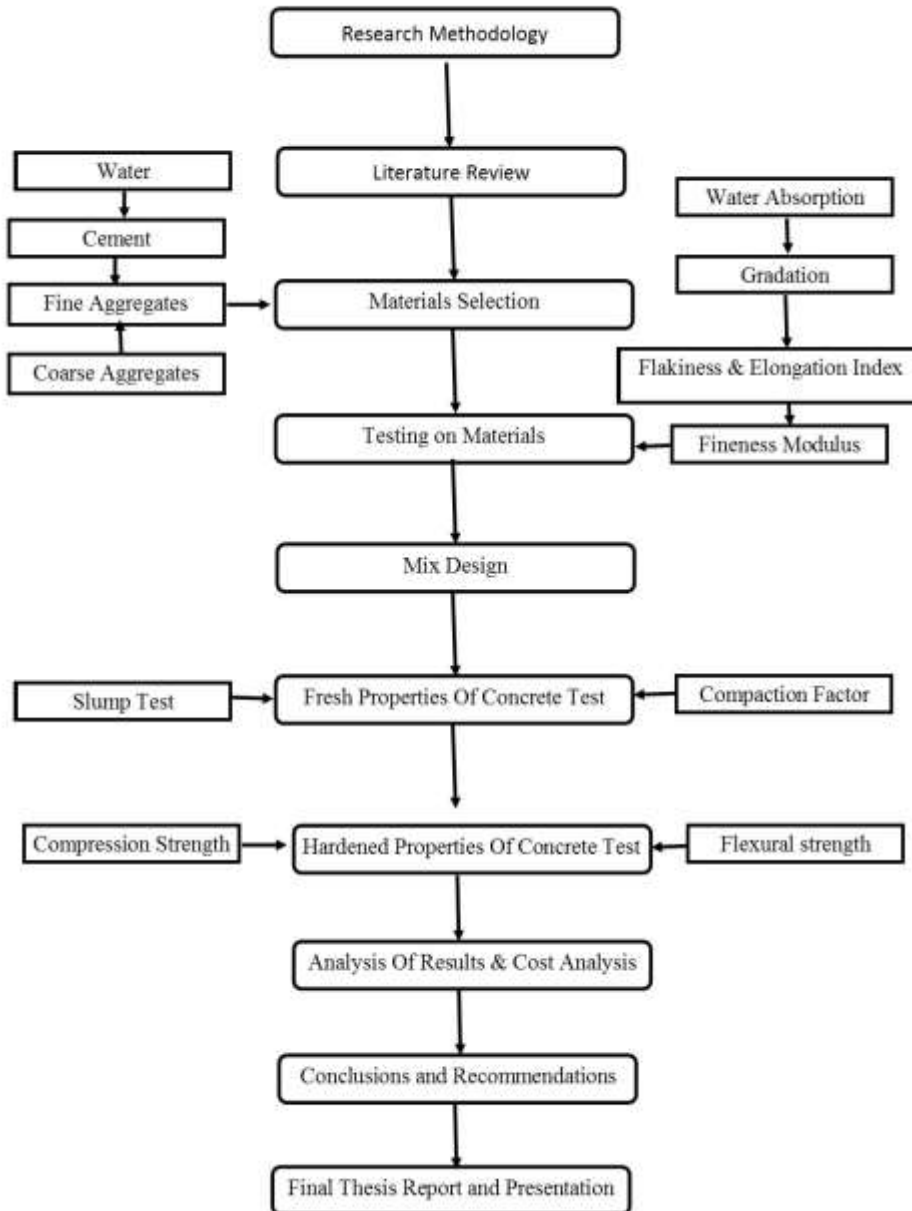 Research Methodology
Literature Review
Water
Cement
Fine Aggregates
Coarse Aggregates
Materials Selection
Water Absorption
Gradation
Flakiness & Elongation Index
Fineness Modulus
Testing on Materials
Mix Design
Slump Test
Fresh Properties Of Concrete Test
Compaction Factor
Compression Strength
Hardened Properties Of Concrete Test
Flexural strength
Analysis Of Results & Cost Analysis
Conclusions and Recommendations
Final Thesis Report and Presentation